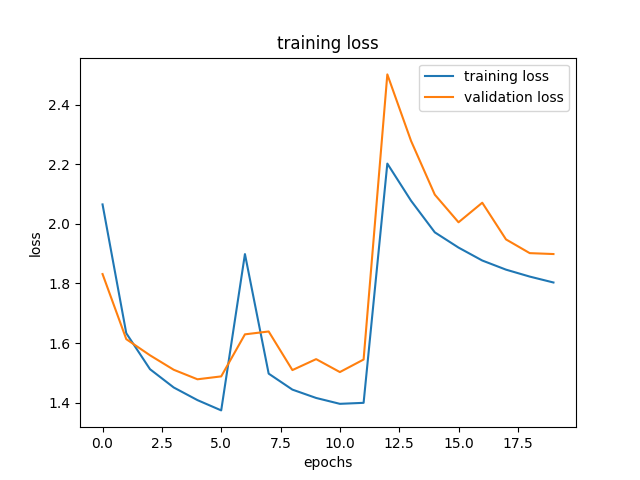 training loss
training loss
validation loss
2.4
2.2
2.0
1.8
1.6
1.4
loss
0.0 2.5 5.0 7.5 10.0 12.5 15.0 17.5
epochs